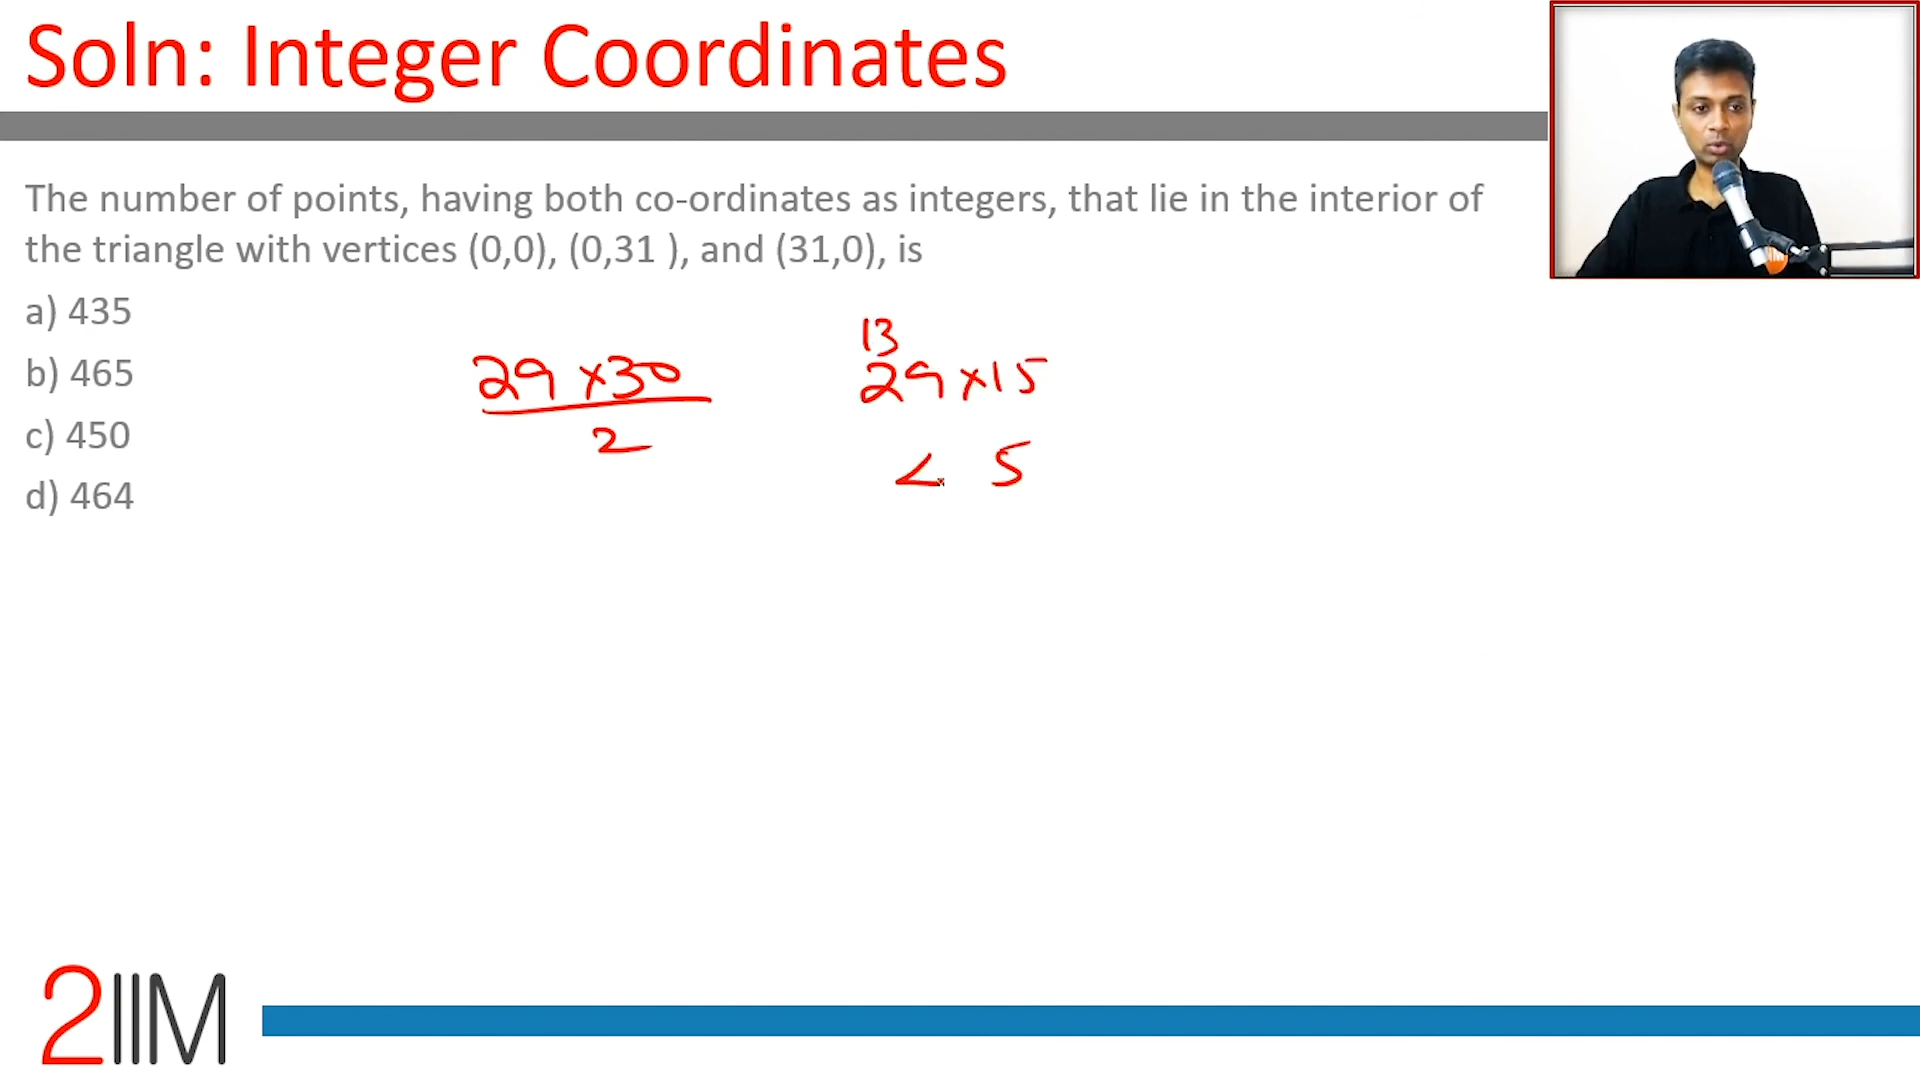 Soln: Integer Coordinates
The number of points, having both co-ordinates as integers, that lie in the interior of
the triangle with vertices (0,0), (0,31 ), and (31,0), is
a) 435
b) 465
c) 450
d) 464
29 ×30
2
13
29 ×15
5
2IIM